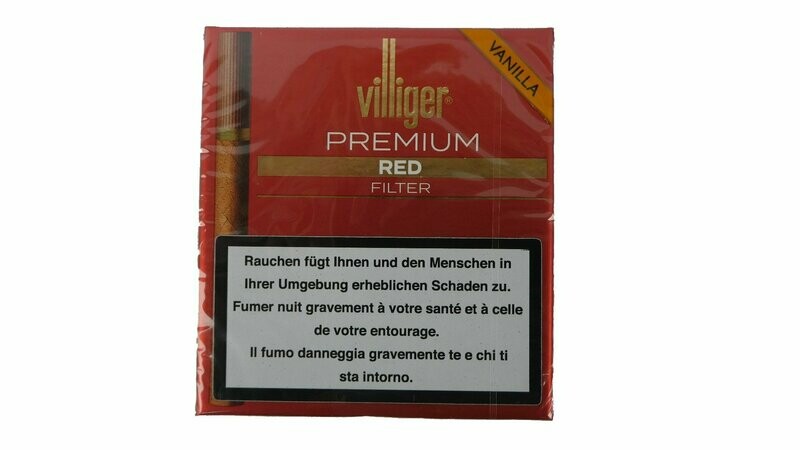 VANILLA
villiger®
PREMIUM
RED
FILTER
Rauchen fügt Ihnen und den Menschen in
Ihrer Umgebung erheblichen Schaden zu.
Fumer nuit gravement à votre santé et à celle
de votre entourage.
Il fumo danneggia gravemente te e chi ti
sta intorno.